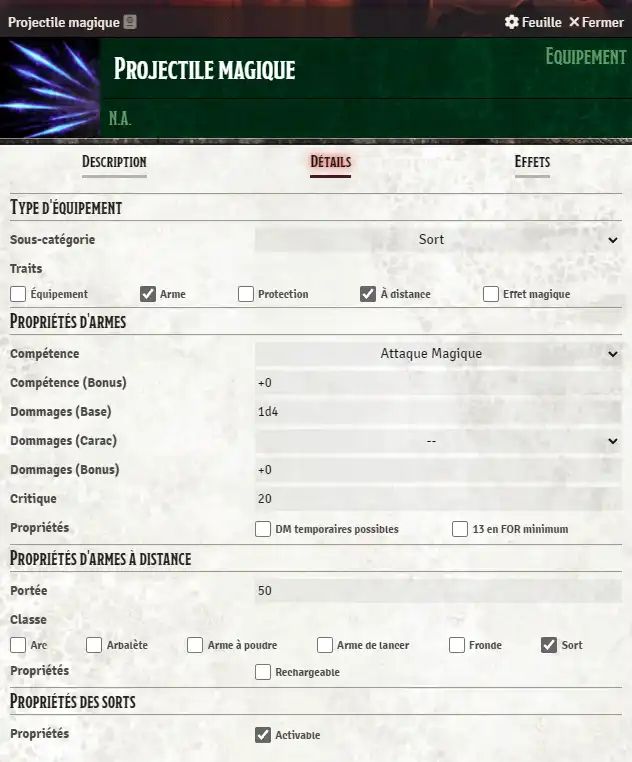 Projectile magique Feuille Fermer
Projectile magique Equipement
N.A.
Description Détails Effets
Type d'équipement
Sous-catégorie Sort
Traits
Équipement Arme Protection À distance Effet magique
Propriétés d'armes
Compétence Attaque Magique
Compétence (Bonus) +0
Dommages (Base) 1d4
Dommages (Carac) --
Dommages (Bonus) +0
Critique 20
Propriétés DM temporaires possibles 13 en FOR minimum
Propriétés d'armes à distance
Portée 50
Classe
Arc Arbalète Arme à poudre Arme de lancer Fronde Sort
Propriétés Rechargeable
Propriétés des sorts
Propriétés Activable